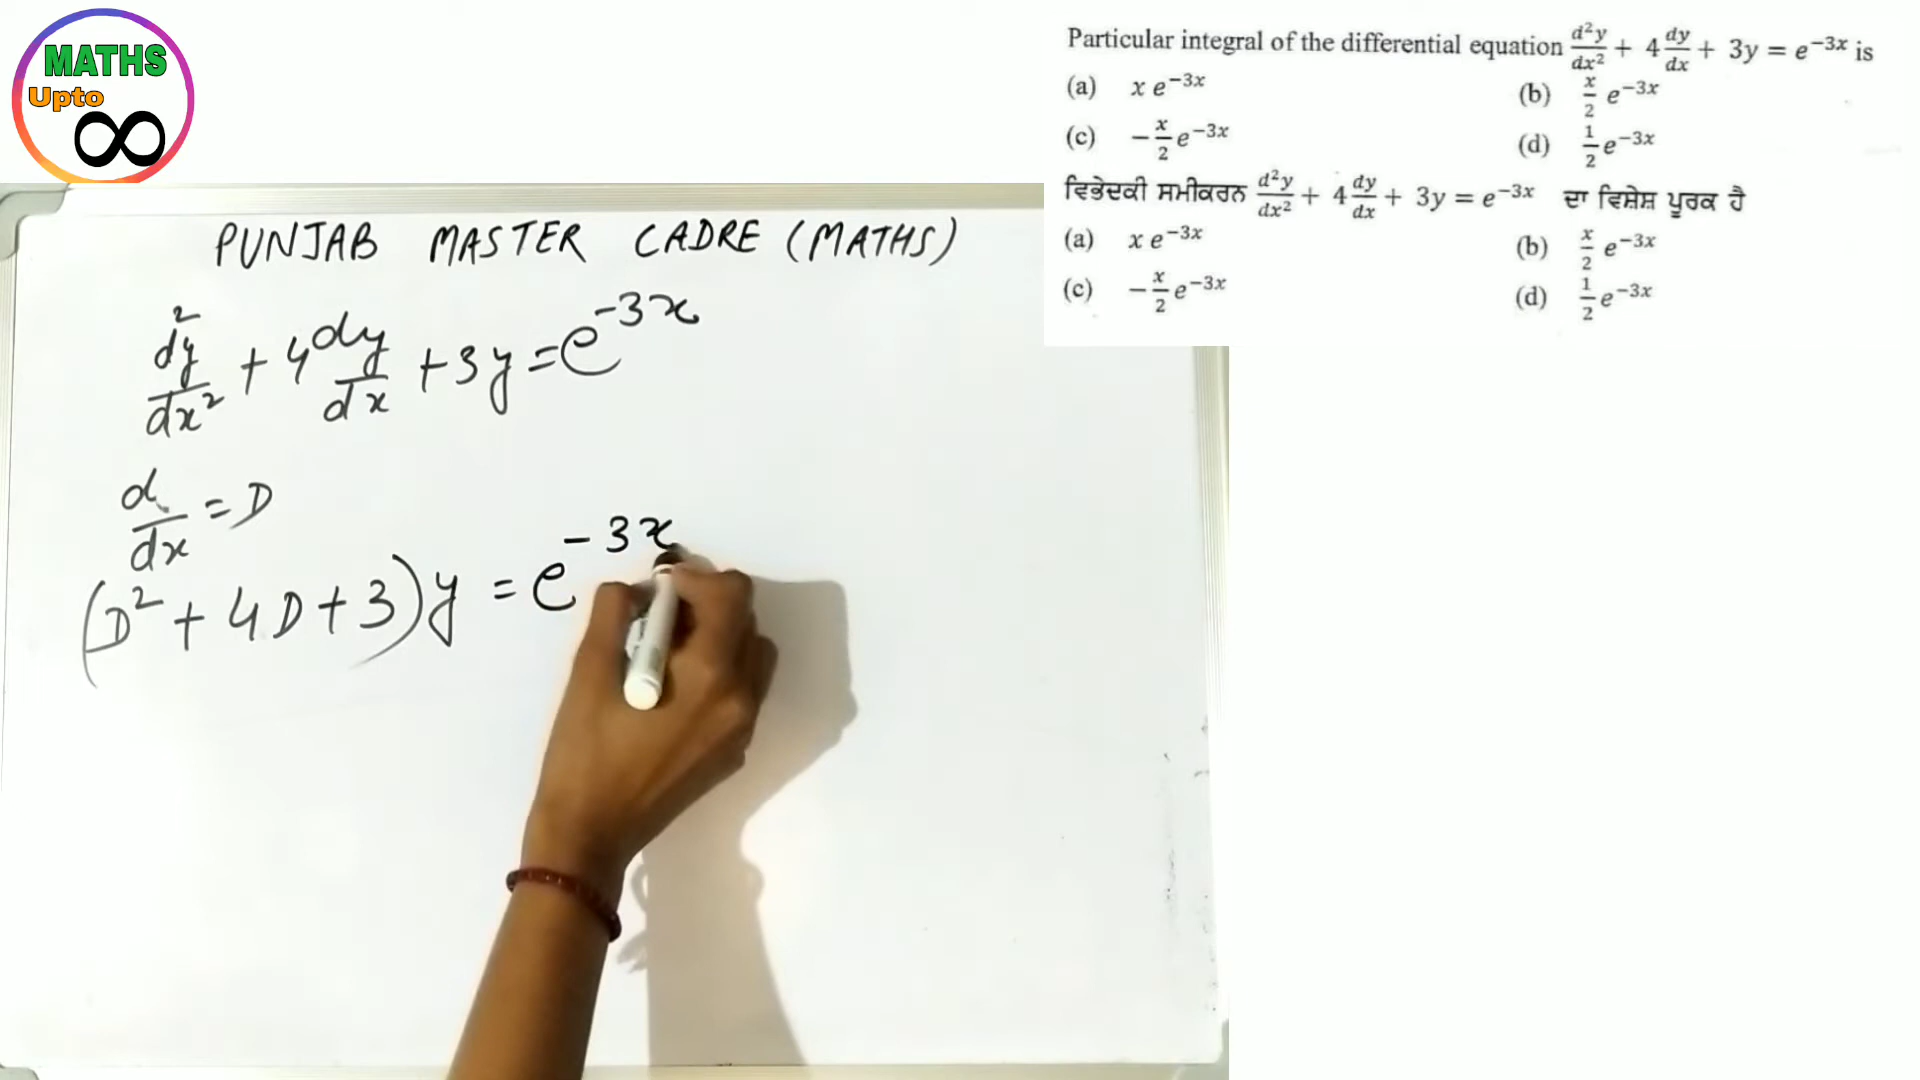 MATHS
Upto
∞
Particular integral of the differential equation d²y/dx² + 4 dy/dx + 3y = e^−3x is
(a) x e^−3x (b) x/2 e^−3x
(c) −x/2 e^−3x (d) 1/2 e^−3x
ਵਿਭੇਦਕੀ ਸਮੀਕਰਨ d²y/dx² + 4 dy/dx + 3y = e^−3x ਦਾ ਵਿਸ਼ੇਸ਼ ਪੂਰਕ ਹੈ
(a) x e^−3x (b) x/2 e^−3x
(c) −x/2 e^−3x (d) 1/2 e^−3x
PUNJAB MASTER CADRE (MATHS)
d²y/dx² + 4 dy/dx + 3y = e^−3x
d/dx = D
(D² + 4D + 3) y = e^−3x